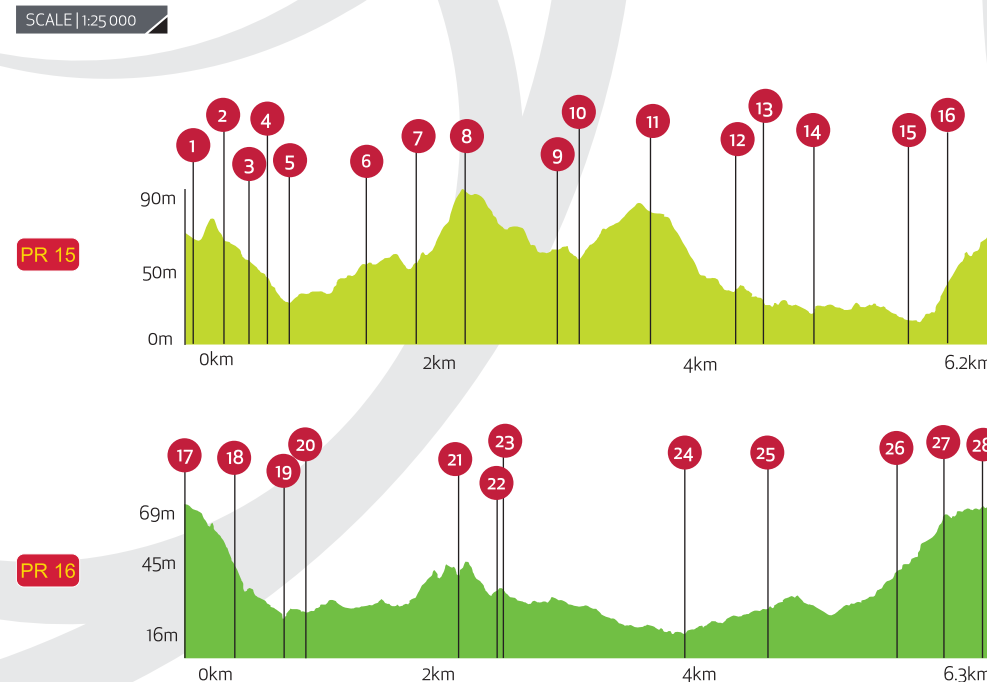 SCALE | 1:25 000
1 2 3 4 5 6 7 8 9 10 11 12 13 14 15 16
90m
PR 15
50m
0m
0km 2km 4km 6.2km
17 18 19 20 21 22 23 24 25 26 27 28
69m
45m
PR 16
16m
0km 2km 4km 6.3km